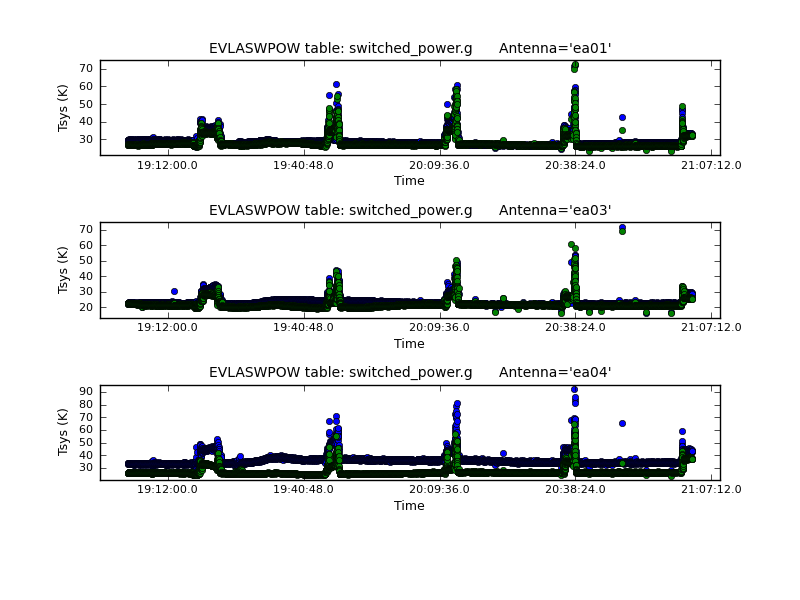 EVLASWPOW table: switched_power.g Antenna='ea01'
70
60
50
40
30
Tsys (K)
19:12:00.0 19:40:48.0 20:09:36.0 20:38:24.0 21:07:12.0
Time
EVLASWPOW table: switched_power.g Antenna='ea03'
70
60
50
40
30
20
Tsys (K)
19:12:00.0 19:40:48.0 20:09:36.0 20:38:24.0 21:07:12.0
Time
EVLASWPOW table: switched_power.g Antenna='ea04'
90
80
70
60
50
40
30
Tsys (K)
19:12:00.0 19:40:48.0 20:09:36.0 20:38:24.0 21:07:12.0
Time